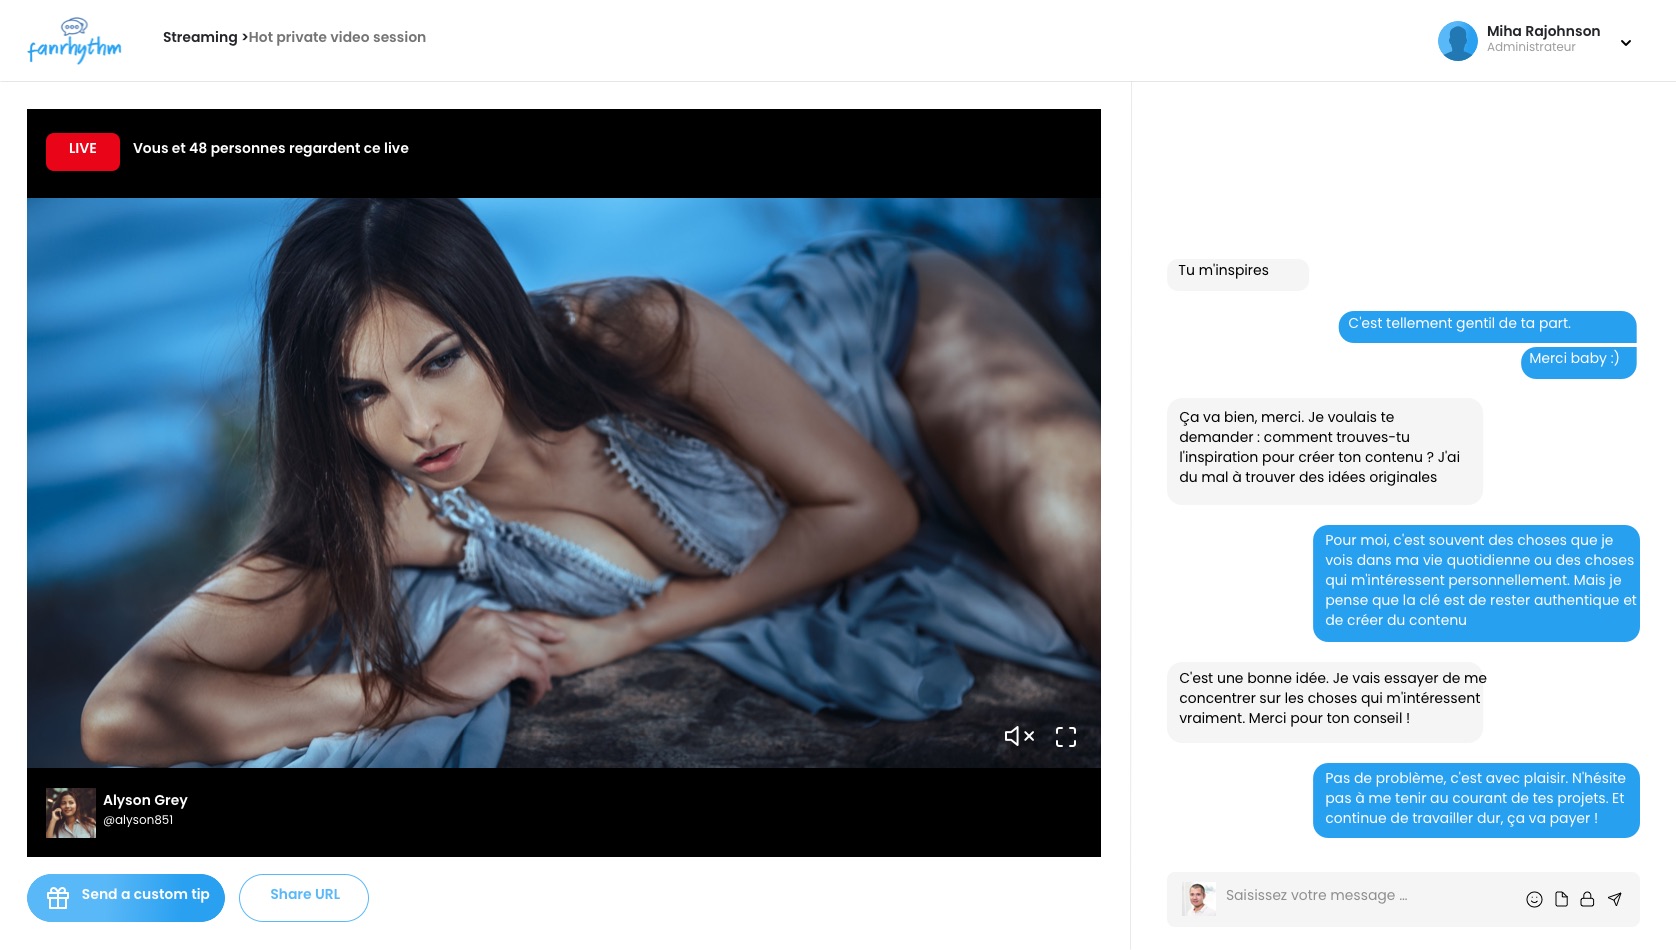 fanrhythm
Streaming >Hot private video session
Miha Rajohnson
Administrateur
LIVE
Vous et 48 personnes regardent ce live
Alyson Grey
@alyson851
Send a custom tip
Share URL
Tu m'inspires
C'est tellement gentil de ta part.
Merci baby :)
Ça va bien, merci. Je voulais te
demander : comment trouves-tu
l'inspiration pour créer ton contenu ? J'ai
du mal à trouver des idées originales
Pour moi, c'est souvent des choses que je
vois dans ma vie quotidienne ou des choses
qui m'intéressent personnellement. Mais je
pense que la clé est de rester authentique et
de créer du contenu
C'est une bonne idée. Je vais essayer de me
concentrer sur les choses qui m'intéressent
vraiment. Merci pour ton conseil !
Pas de problème, c'est avec plaisir. N'hésite
pas à me tenir au courant de tes projets. Et
continue de travailler dur, ça va payer !
Saisissez votre message ...